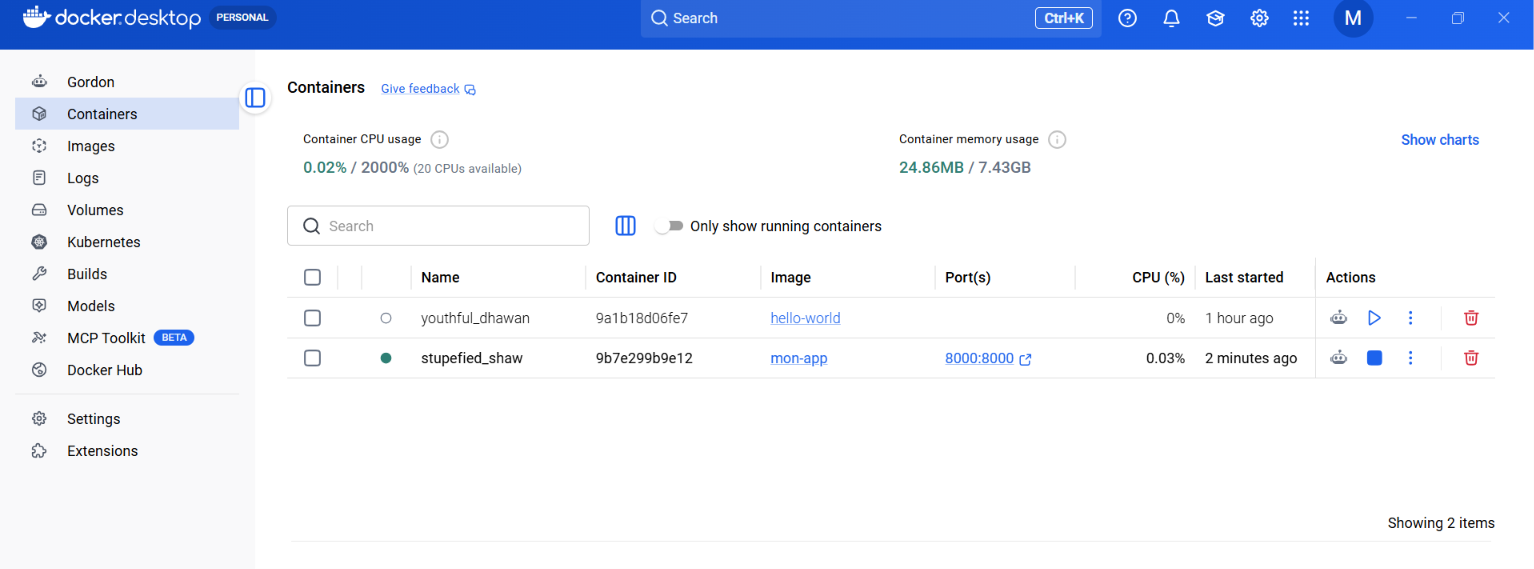 docker.desktop PERSONAL Search Ctrl+K M
Gordon
Containers
Images
Logs
Volumes
Kubernetes
Builds
Models
MCP Toolkit BETA
Docker Hub
Settings
Extensions
Containers Give feedback
Container CPU usage
0.02% / 2000% (20 CPUs available)
Container memory usage
24.86MB / 7.43GB
Show charts
Search
Only show running containers
Name Container ID Image Port(s) CPU (%) Last started Actions
youthful_dhawan 9a1b18d06fe7 hello-world 0% 1 hour ago
stupefied_shaw 9b7e299b9e12 mon-app 8000:8000 0.03% 2 minutes ago
Showing 2 items